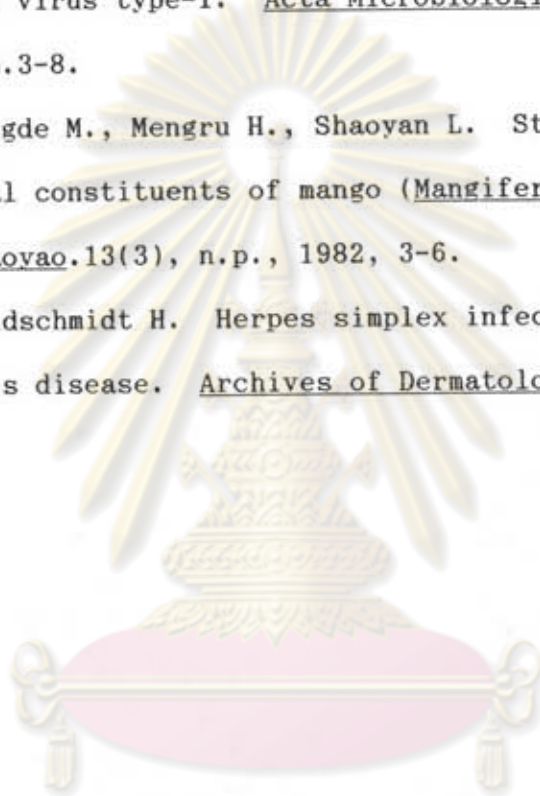 virus type-1. Acta Microbiologi
.3-8.
gde M., Mengru H., Shaoyan L. St
l constituents of mango (Mangifer
oyao.13(3), n.p., 1982, 3-6.
dschmidt H. Herpes simplex infec
s disease. Archives of Dermatolo